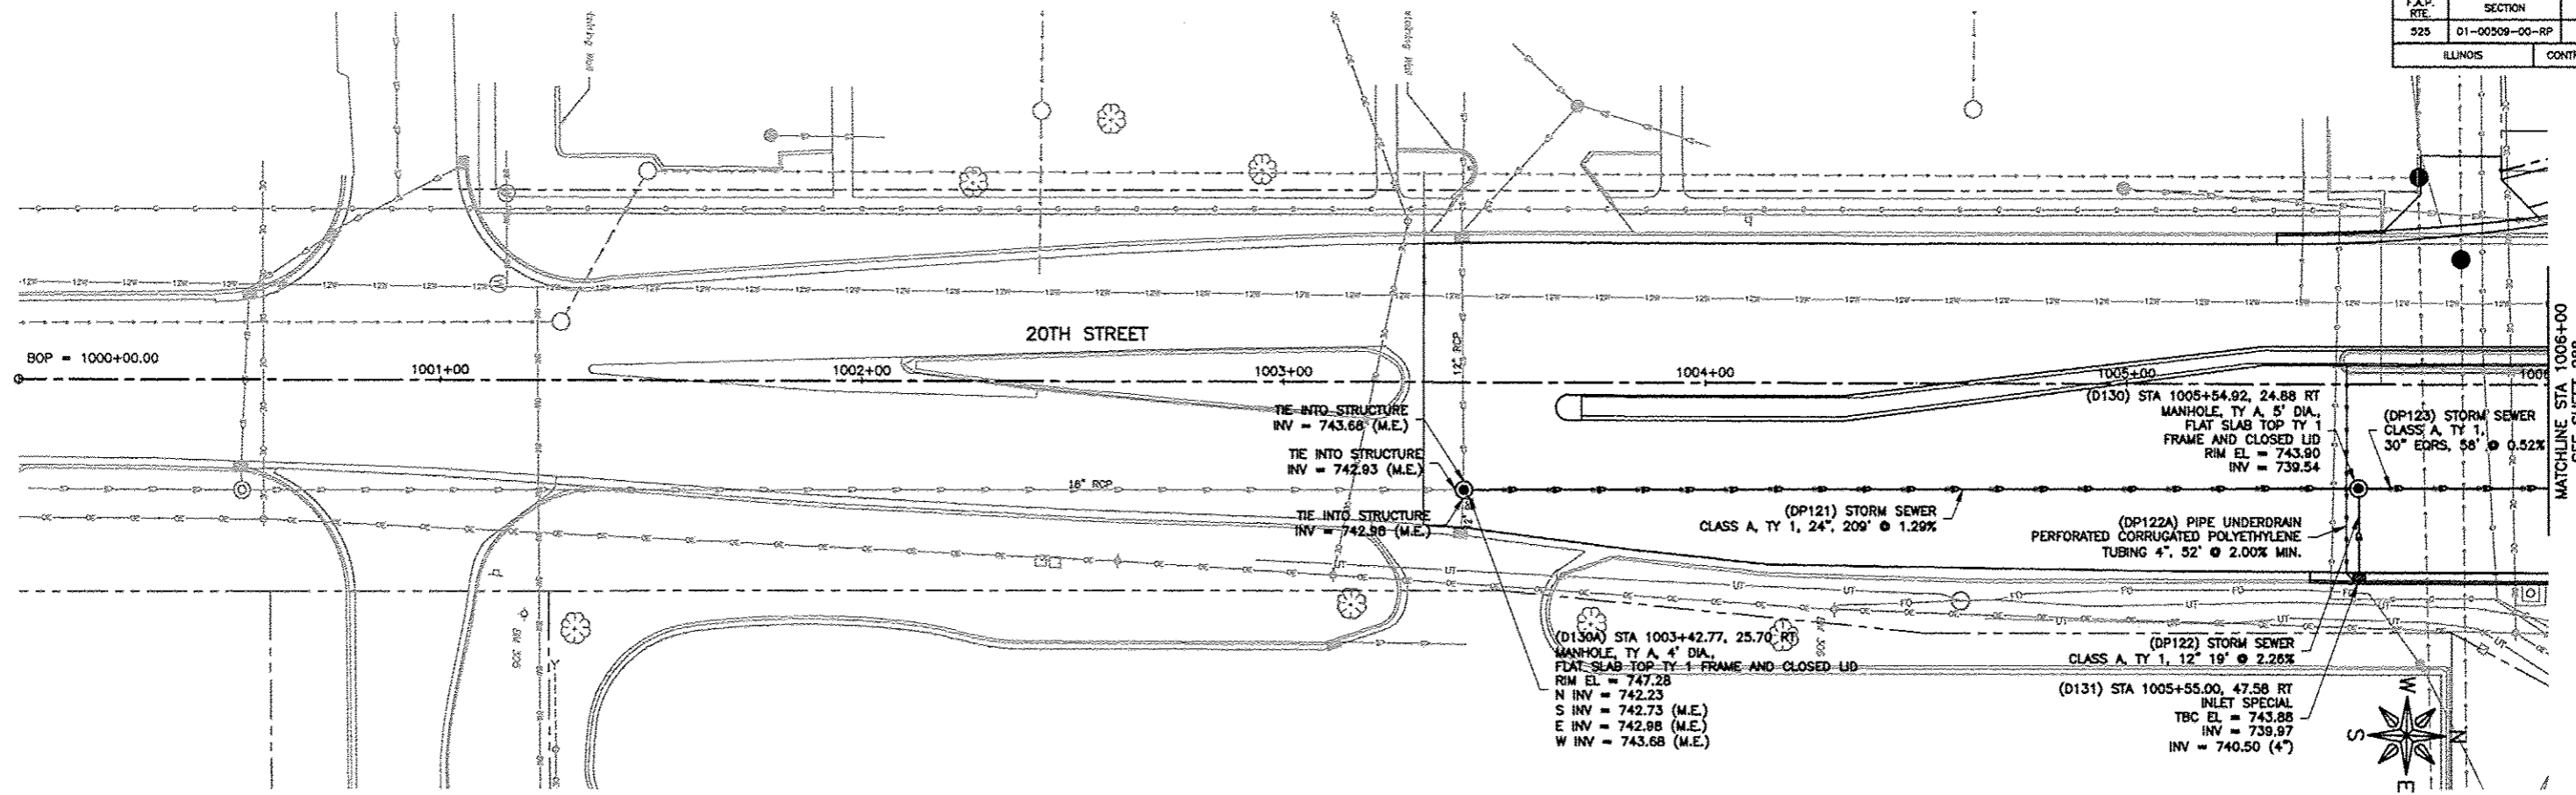 F.A.P.
RTE.
SECTION
525
01-00509-00-RP
ILLINOIS
20TH STREET
BOP = 1000+00.00
1001+00
1002+00
1003+00
1004+00
1005+00
12" RCP
18" RCP
TIE INTO STRUCTURE
INV = 743.68 (M.E.)
TIE INTO STRUCTURE
INV = 742.93 (M.E.)
TIE INTO STRUCTURE
INV = 742.98 (M.E.)
(DP121) STORM SEWER
CLASS A, TY 1, 24", 209' @ 1.29%
(D130) STA 1005+54.92, 24.88 RT
MANHOLE, TY A, 5' DIA.,
FLAT SLAB TOP TY 1
FRAME AND CLOSED LID
RIM EL = 743.90
INV = 739.54
(DP123) STORM SEWER
CLASS A, TY 1,
30" EQRS, 58' @ 0.52%
MATCHLINE STA 1006+00
(DP122A) PIPE UNDERDRAIN
PERFORATED CORRUGATED POLYETHYLENE
TUBING 4", 52' @ 2.00% MIN.
(D130A) STA 1003+42.77, 25.70 RT
MANHOLE, TY A, 4' DIA.,
FLAT SLAB TOP TY 1 FRAME AND CLOSED LID
RIM EL = 747.28
N INV = 742.23
S INV = 742.73 (M.E.)
E INV = 742.98 (M.E.)
W INV = 743.68 (M.E.)
(DP122) STORM SEWER
CLASS A, TY 1, 12" 19' @ 2.26%
(D131) STA 1005+55.00, 47.58 RT
INLET SPECIAL
TBC EL = 743.88
INV = 739.97
INV = 740.50 (4")
W
S
N
E